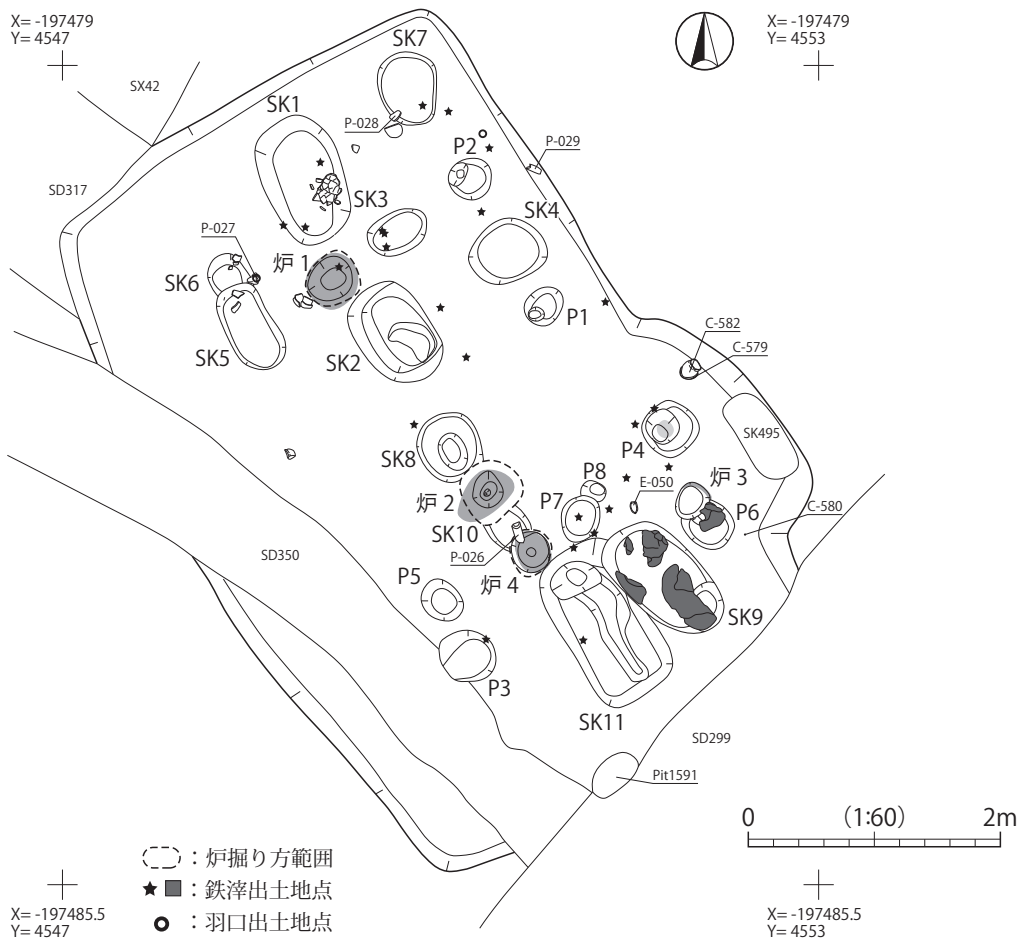 X= -197479
Y= 4547
X= -197479
Y= 4553
SK7
SX42
SK1
P-028
P2
P-029
SD317
SK3
SK4
P-027
炉 1
SK6
P1
SK5
SK2
C-582
C-579
SK495
P4
SK8
P8
E-050
炉 3
炉 2
P7
P6
C-580
SK10
P-026
SD350
炉 4
P5
SK9
P3
SK11
SD299
Pit1591
0
(1:60)
2m
：炉掘り方範囲
★ ■：鉄滓出土地点
：羽口出土地点
X= -197485.5
Y= 4547
X= -197485.5
Y= 4553